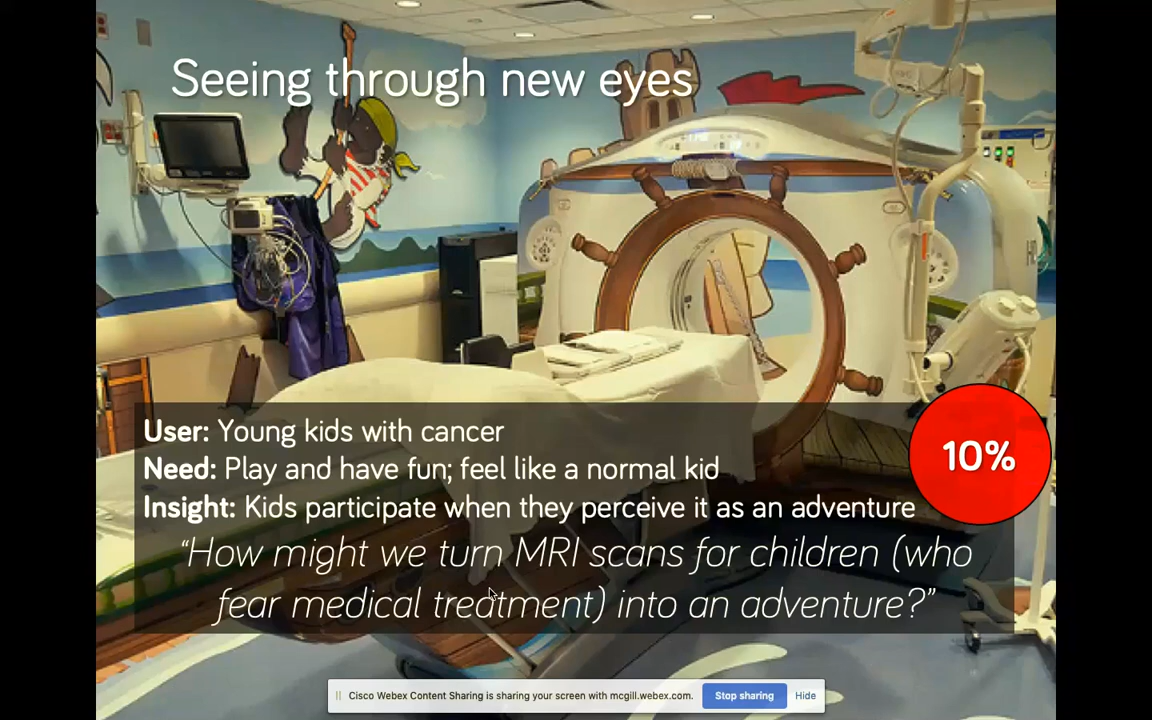 Seeing through new eyes
User: Young kids with cancer
Need: Play and have fun; feel like a normal kid
Insight: Kids participate when they perceive it as an adventure
10%
“How might we turn MRI scans for children (who
fear medical treatment) into an adventure?”
Cisco Webex Content Sharing is sharing your screen with mcgill.webex.com.
Stop sharing
Hide